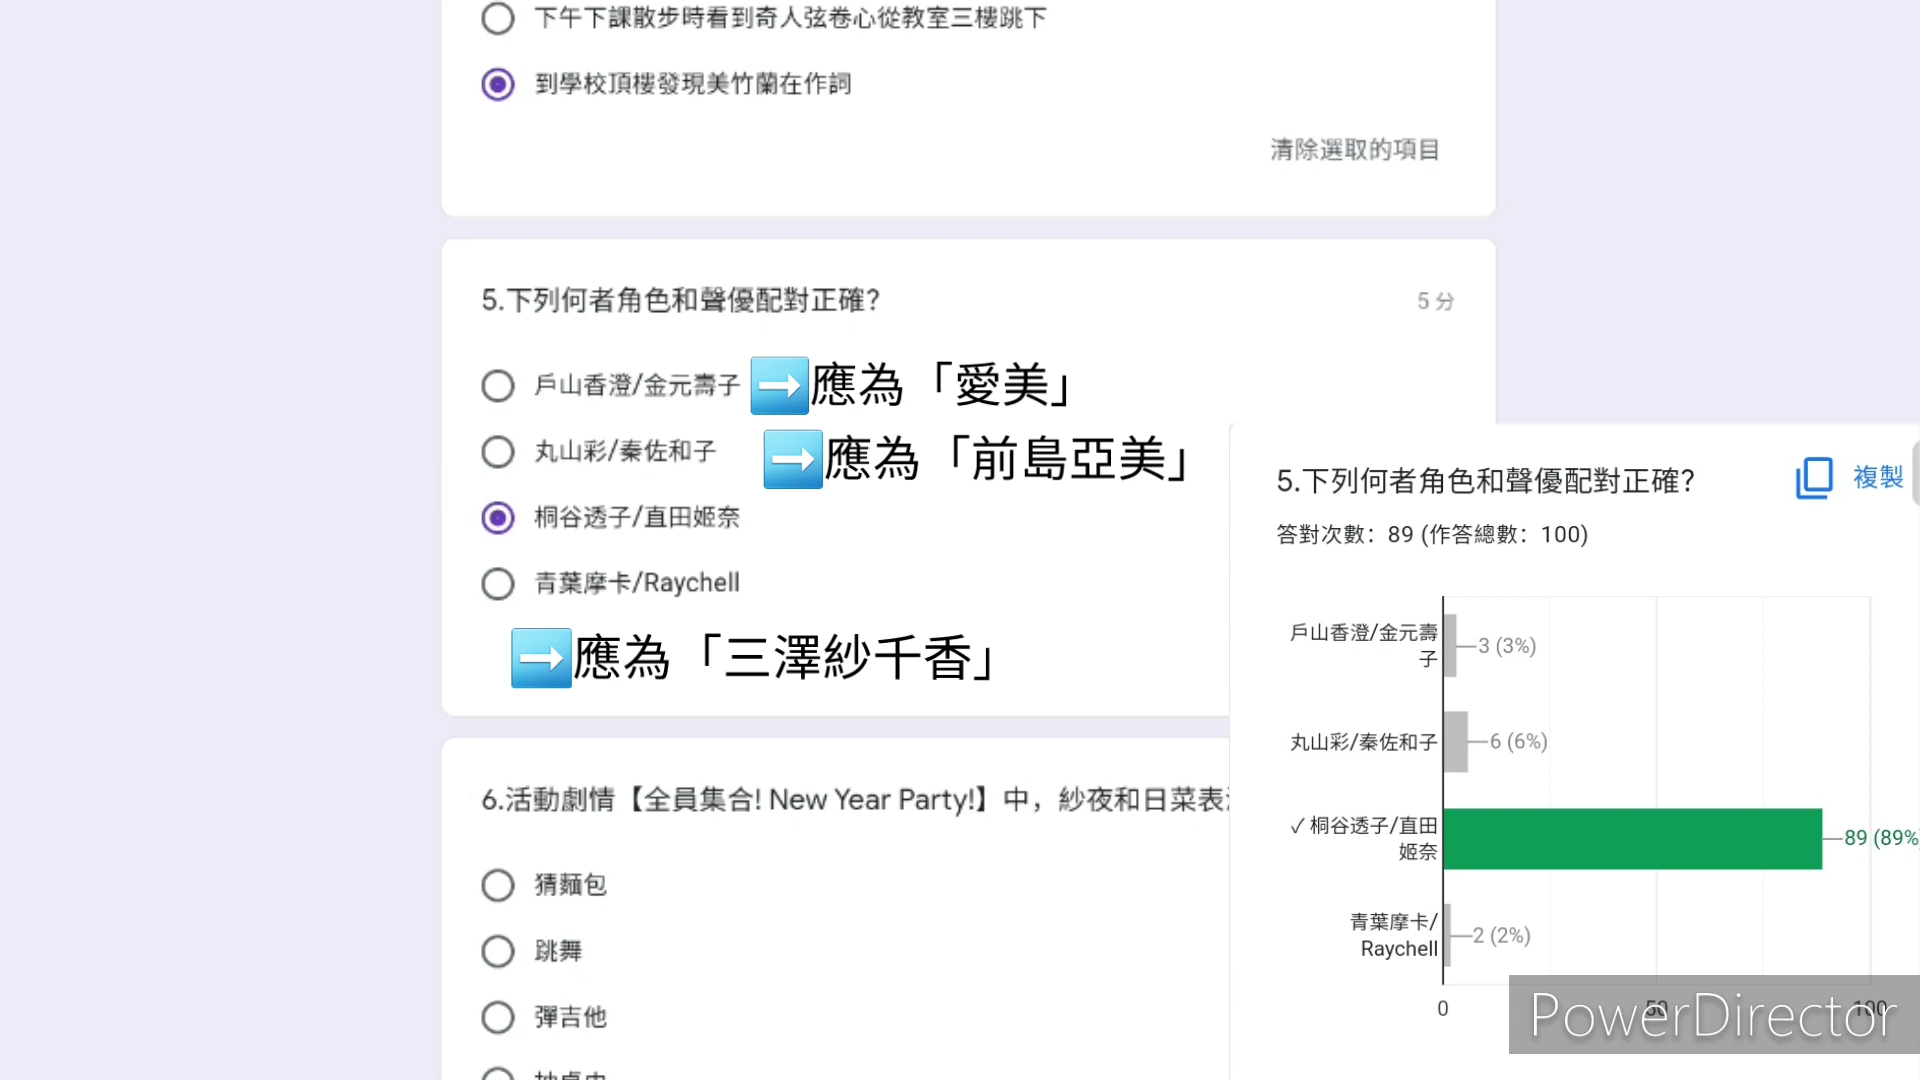 下午下課散步時看到奇人弦卷心從教室三樓跳下
到學校頂樓發現美竹蘭在作詞
清除選取的項目
5.下列何者角色和聲優配對正確?
5 分
戶山香澄/金元壽子
➡應為「愛美」
丸山彩/秦佐和子
➡應為「前島亞美」
桐谷透子/直田姬奈
青葉摩卡/Raychell
➡應為「三澤紗千香」
6.活動劇情【全員集合! New Year Party!】中，紗夜和日菜表
猜麵包
跳舞
彈吉他
5.下列何者角色和聲優配對正確?
複製
答對次數：89 (作答總數：100)
戶山香澄/金元壽
子
3 (3%)
丸山彩/秦佐和子
6 (6%)
✓ 桐谷透子/直田
姬奈
89 (89%
青葉摩卡/
Raychell
2 (2%)
0
50
100
PowerDirector